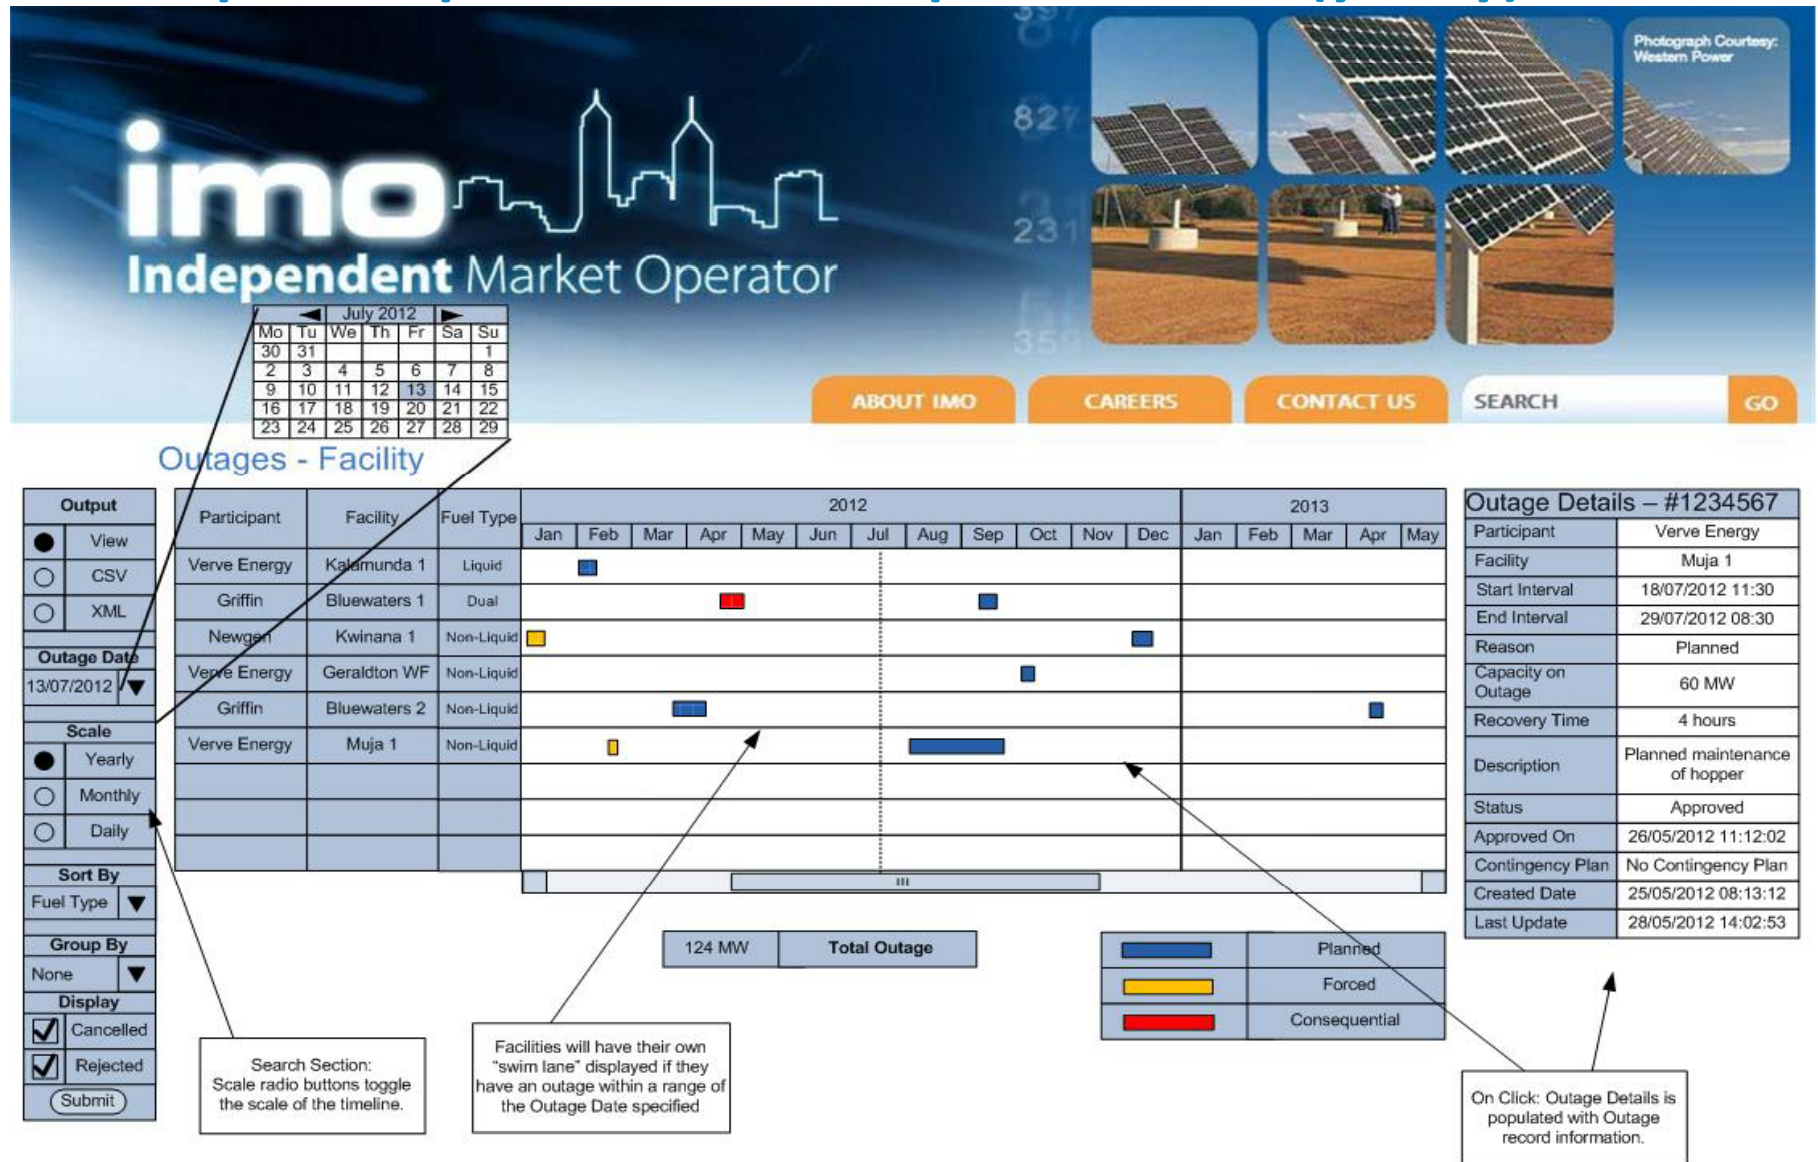 Photograph Courtesy:
Western Power
827
231
359
imo
Independent Market Operator
ABOUT IMO
CAREERS
CONTACT US
SEARCH
GO
July 2012
Mo Tu We Th Fr Sa Su
30 31 1
2 3 4 5 6 7 8
9 10 11 12 13 14 15
16 17 18 19 20 21 22
23 24 25 26 27 28 29
Outages - Facility
Output
View
CSV
XML
Outage Date
13/07/2012
Scale
Yearly
Monthly
Daily
Sort By
Fuel Type
Group By
None
Display
Cancelled
Rejected
Submit
Participant Facility Fuel Type
2012 2013
Jan Feb Mar Apr May Jun Jul Aug Sep Oct Nov Dec Jan Feb Mar Apr May
Verve Energy Kalamunda 1 Liquid
Griffin Bluewaters 1 Dual
Newgen Kwinana 1 Non-Liquid
Verve Energy Geraldton WF Non-Liquid
Griffin Bluewaters 2 Non-Liquid
Verve Energy Muja 1 Non-Liquid
124 MW Total Outage
Planned
Forced
Consequential
Outage Details – #1234567
Participant Verve Energy
Facility Muja 1
Start Interval 18/07/2012 11:30
End Interval 29/07/2012 08:30
Reason Planned
Capacity on
Outage 60 MW
Recovery Time 4 hours
Description Planned maintenance
of hopper
Status Approved
Approved On 26/05/2012 11:12:02
Contingency Plan No Contingency Plan
Created Date 25/05/2012 08:13:12
Last Update 28/05/2012 14:02:53
Search Section:
Scale radio buttons toggle
the scale of the timeline.
Facilities will have their own
"swim lane" displayed if they
have an outage within a range of
the Outage Date specified
On Click: Outage Details is
populated with Outage
record information.